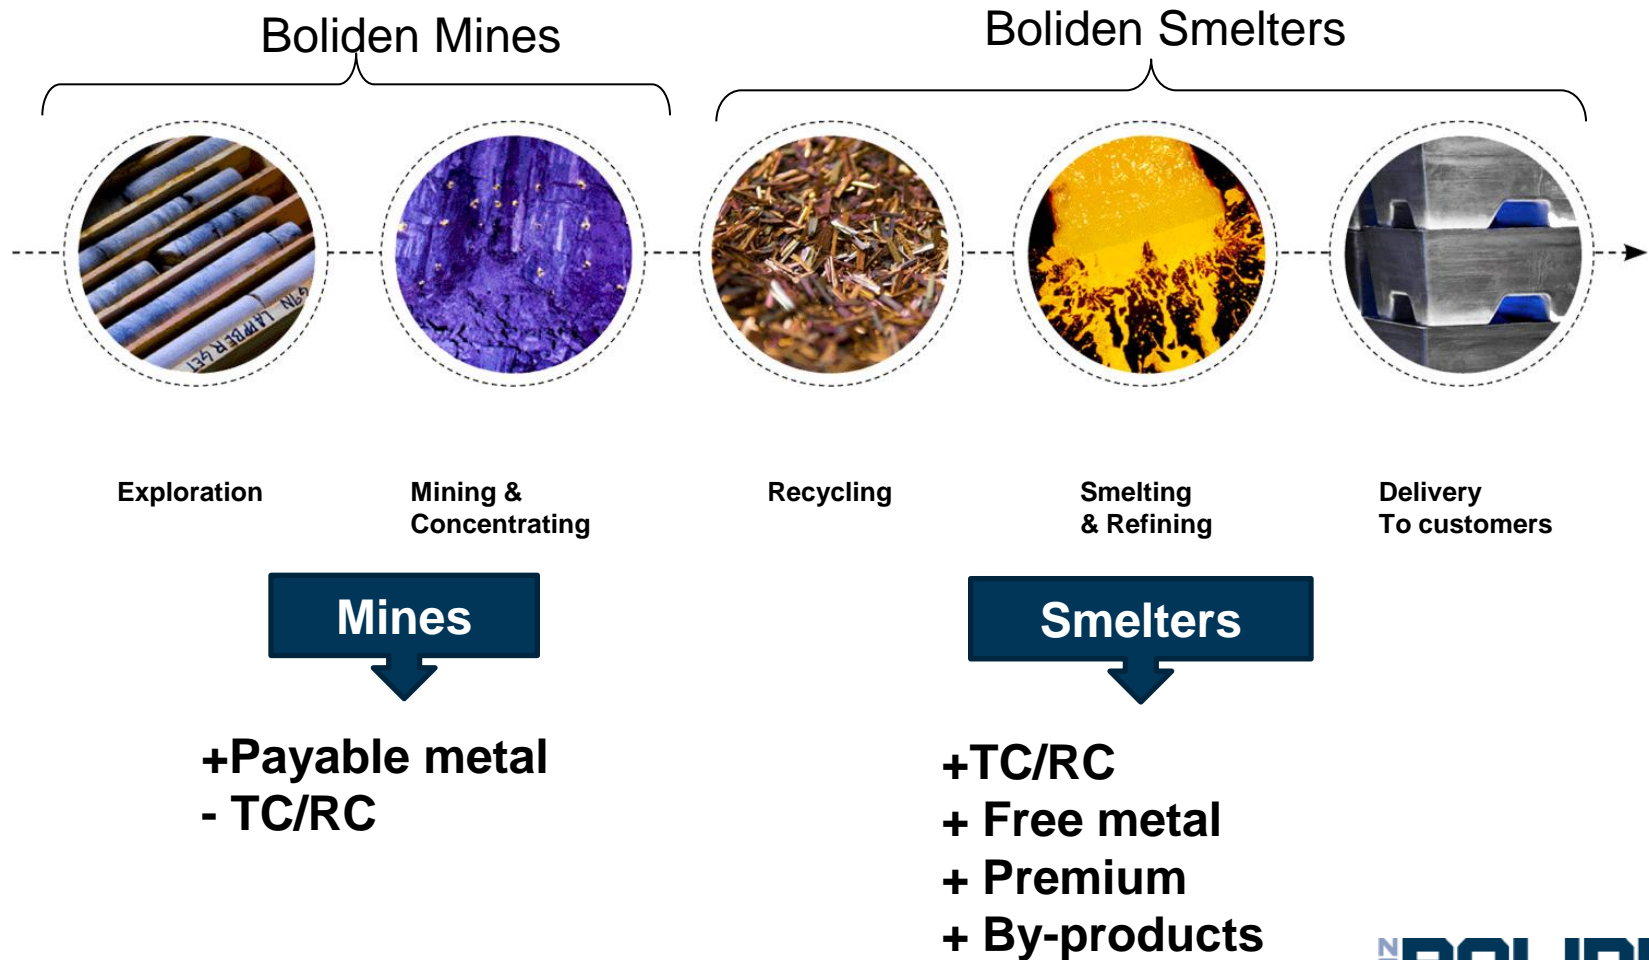 Boliden Mines
Boliden Smelters
LAPPBERGET
Exploration
Mining &
Concentrating
Recycling
Smelting
& Refining
Delivery
To customers
Mines
Smelters
+Payable metal
- TC/RC
+TC/RC
+ Free metal
+ Premium
+ By-products